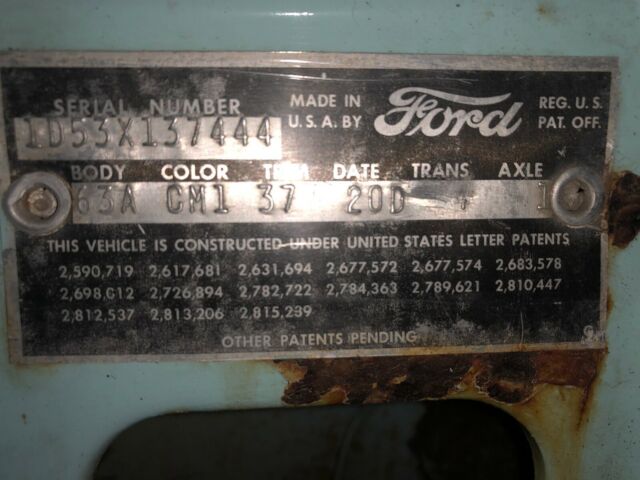 SERIAL NUMBER MADE IN U.S.A. BY Ford REG. U.S. PAT. OFF.
1D53X137444
BODY COLOR TRIM DATE TRANS AXLE
63A CM1 37 20D 1
THIS VEHICLE IS CONSTRUCTED UNDER UNITED STATES LETTER PATENTS
2,590,719 2,617,681 2,631,694 2,677,572 2,677,574 2,683,578
2,698,012 2,726,894 2,782,722 2,784,363 2,789,621 2,810,447
2,812,537 2,813,206 2,815,239
OTHER PATENTS PENDING